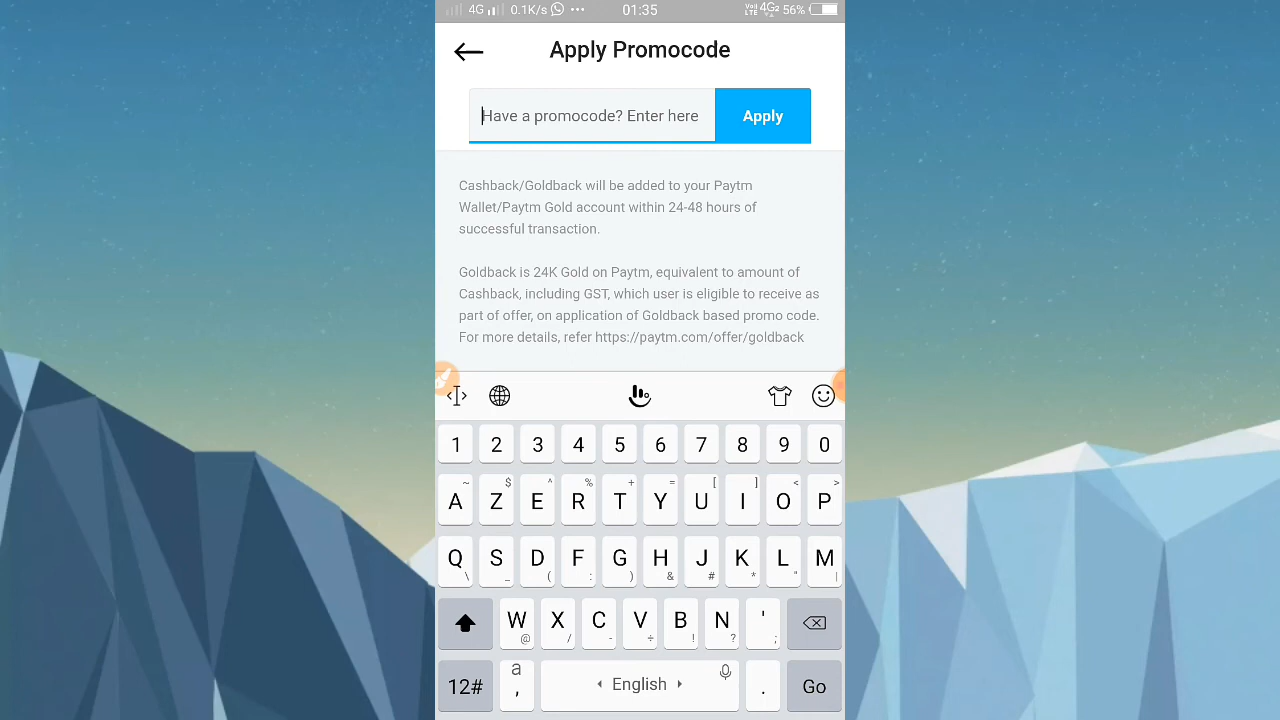 4G 0.1K/s ... 01:35 VoLTE 4G2 56%
Apply Promocode
Have a promocode? Enter here Apply
Cashback/Goldback will be added to your Paytm
Wallet/Paytm Gold account within 24-48 hours of
successful transaction.
Goldback is 24K Gold on Paytm, equivalent to amount of
Cashback, including GST, which user is eligible to receive as
part of offer, on application of Goldback based promo code.
For more details, refer https://paytm.com/offer/goldback
1 2 3 4 5 6 7 8 9 0
~ $ ^ % + = [ ] < >
A Z E R T Y U I O P
Q S D F G H J K L M
\ _ ( : ) & # * " |
W X C V B N '
@ / - ÷ ! ? ;
12# a , English . Go